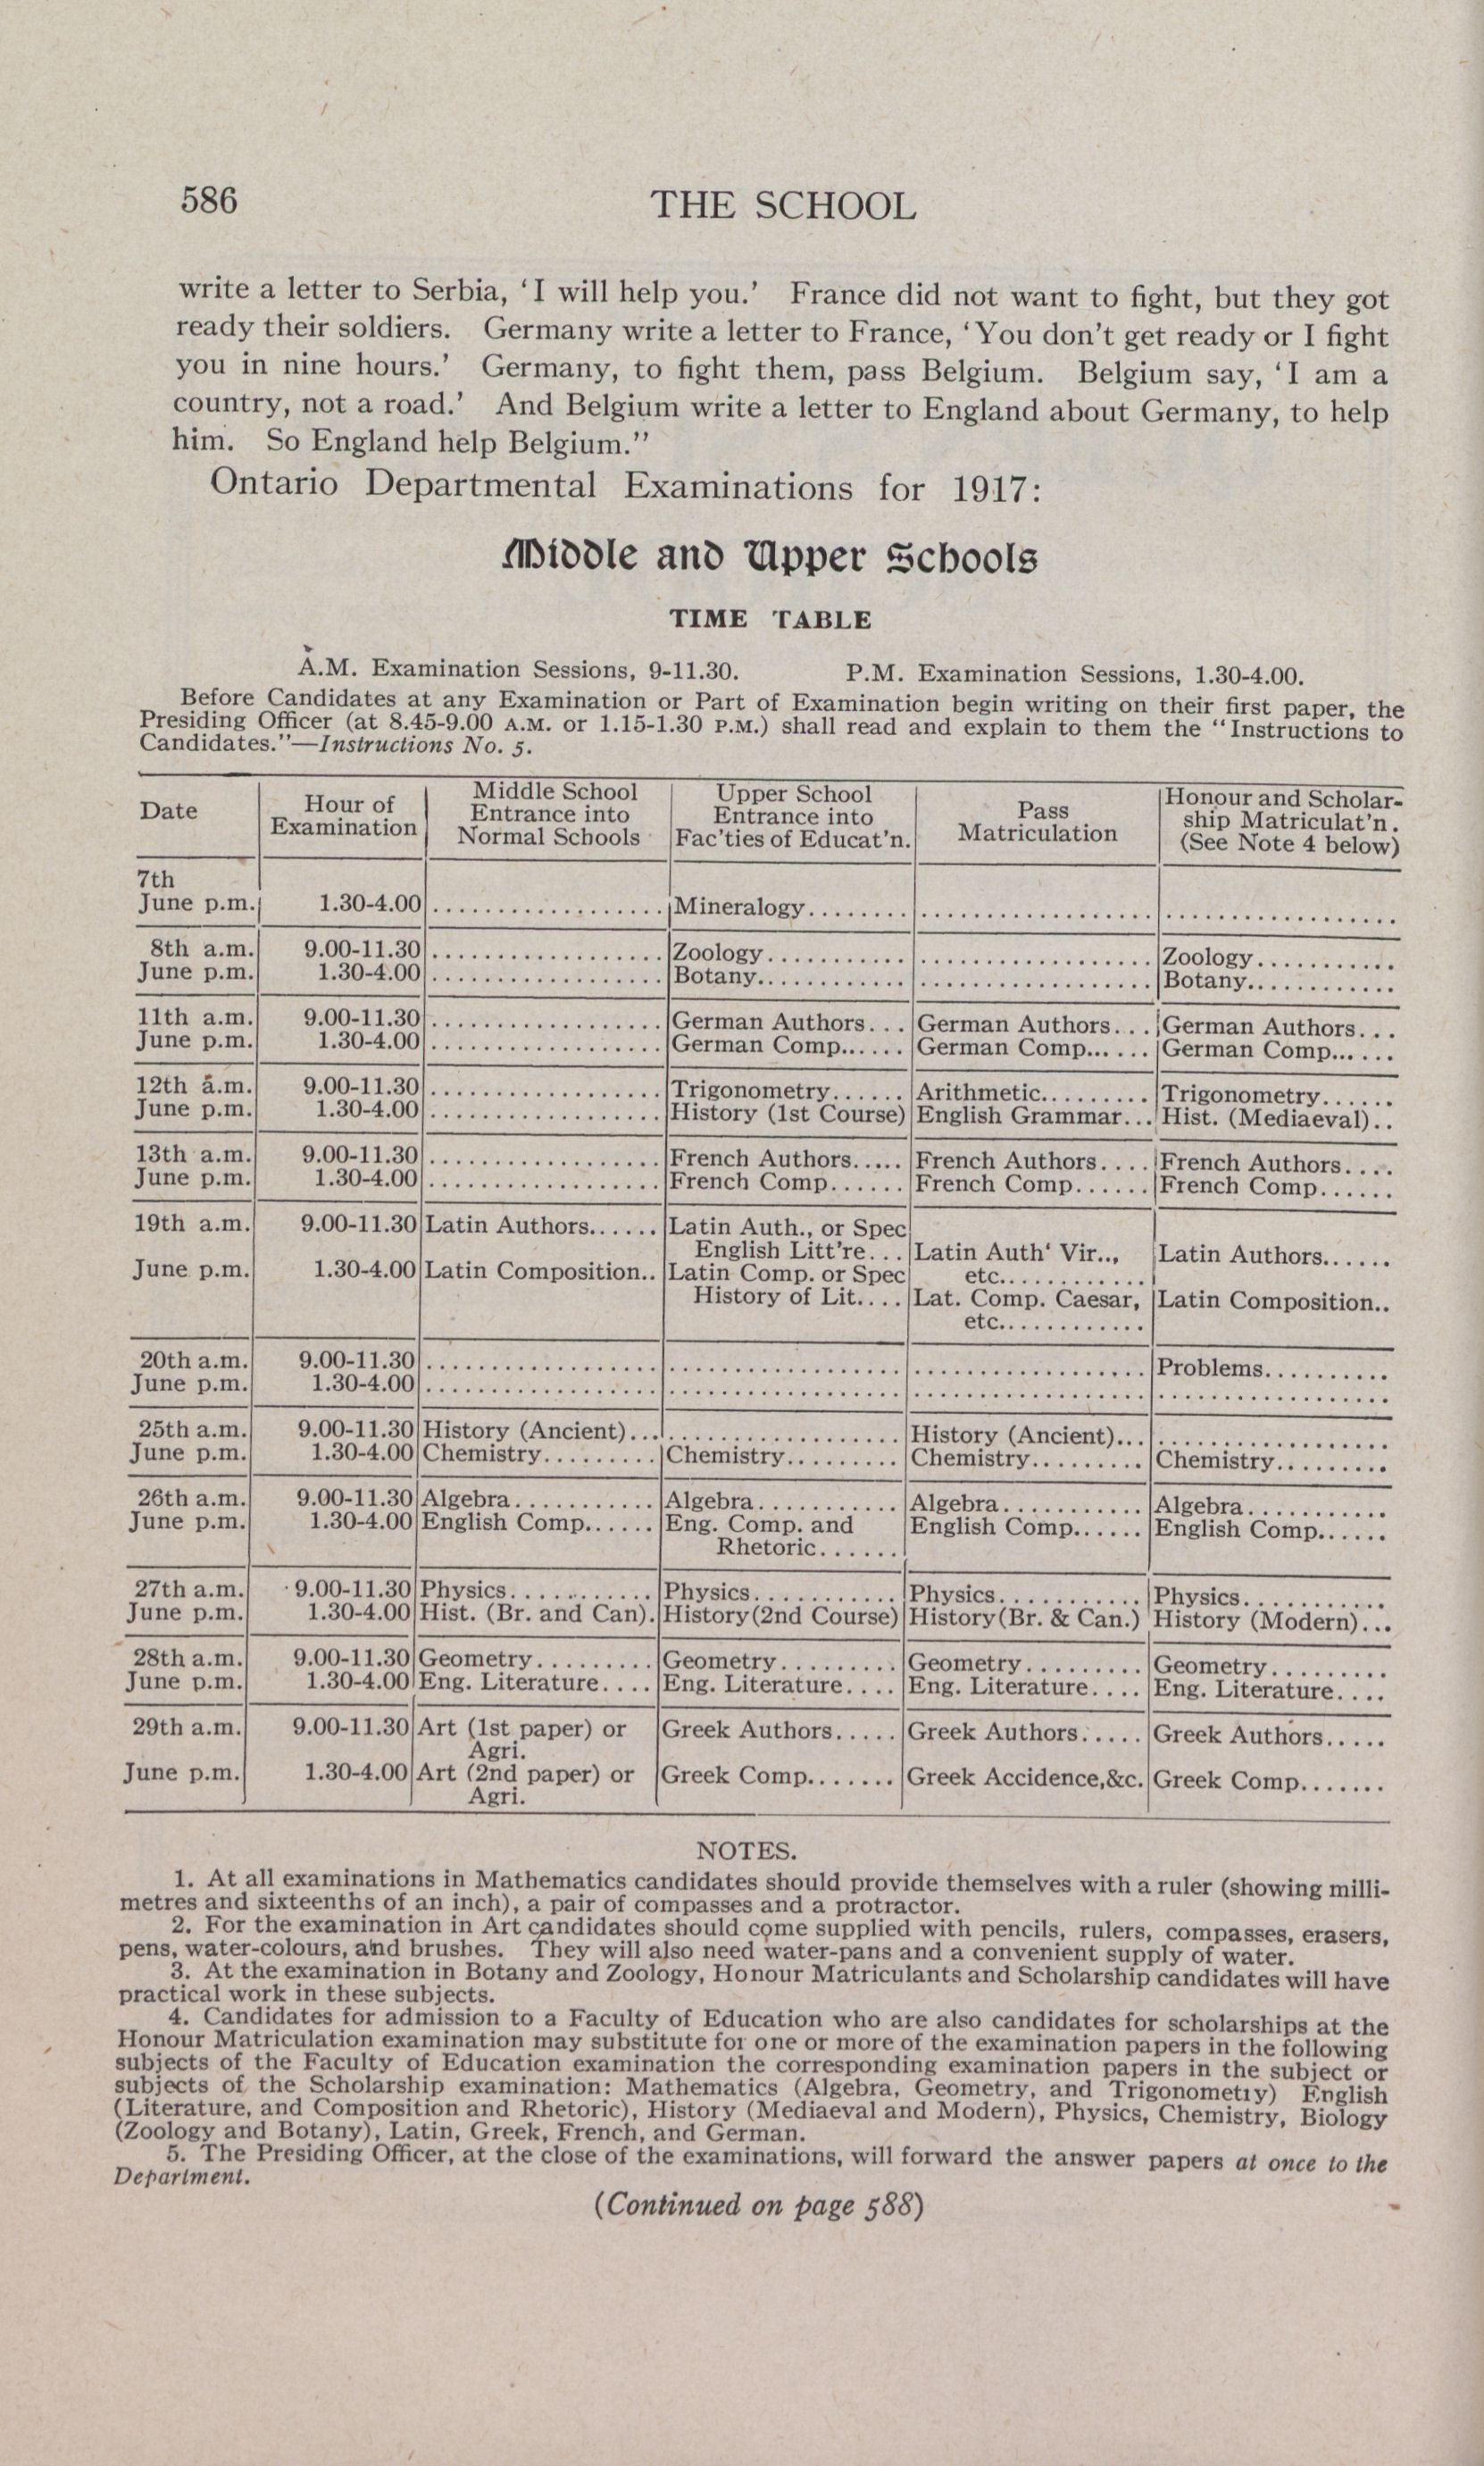 586
THE SCHOOL
write a letter to Serbia, ‘I will help you.’ France did not want to fight, but they got
ready their soldiers. Germany write a letter to France, ‘You don’t get ready or I fight
you in nine hours.’ Germany, to fight them, pass Belgium. Belgium say, ‘I am a
country, not a road.’ And Belgium write a letter to England about Germany, to help
him. So England help Belgium.”
Ontario Departmental Examinations for 1917:
Middle and Upper Schools
TIME TABLE
A.M. Examination Sessions, 9-11.30. P.M. Examination Sessions, 1.30-4.00.
Before Candidates at any Examination or Part of Examination begin writing on their first paper, the
Presiding Officer (at 8.45-9.00 A.M. or 1.15-1.30 P.M.) shall read and explain to them the “Instructions to
Candidates.”—Instructions No. 5.
Date | Hour of Examination | Middle School Entrance into Normal Schools | Upper School Entrance into Fac’ties of Educat’n. | Pass Matriculation | Honour and Scholar-ship Matriculat’n. (See Note 4 below)
7th
June p.m. 1.30-4.00 .................. Mineralogy........ .................. ..................
8th a.m. 9.00-11.30 .................. Zoology........... .................. Zoology...........
June p.m. 1.30-4.00 .................. Botany............ .................. Botany............
11th a.m. 9.00-11.30 .................. German Authors... German Authors... German Authors...
June p.m. 1.30-4.00 .................. German Comp...... German Comp...... German Comp......
12th a.m. 9.00-11.30 .................. Trigonometry...... Arithmetic......... Trigonometry......
June p.m. 1.30-4.00 .................. History (1st Course) English Grammar... Hist. (Mediaeval)..
13th a.m. 9.00-11.30 .................. French Authors..... French Authors.... French Authors....
June p.m. 1.30-4.00 .................. French Comp...... French Comp...... French Comp......
19th a.m. 9.00-11.30 Latin Authors...... Latin Auth., or Spec
English Litt’re... Latin Auth‘ Vir.., Latin Authors......
June p.m. 1.30-4.00 Latin Composition.. Latin Comp. or Spec etc............
History of Lit.... Lat. Comp. Caesar, Latin Composition..
etc............
20th a.m. 9.00-11.30 .................. .................. .................. Problems..........
June p.m. 1.30-4.00 .................. .................. .................. ..................
25th a.m. 9.00-11.30 History (Ancient)... .................. History (Ancient)... ..................
June p.m. 1.30-4.00 Chemistry......... Chemistry......... Chemistry......... Chemistry.........
26th a.m. 9.00-11.30 Algebra........... Algebra........... Algebra........... Algebra...........
June p.m. 1.30-4.00 English Comp...... Eng. Comp. and English Comp...... English Comp......
Rhetoric......
27th a.m. 9.00-11.30 Physics........... Physics........... Physics........... Physics...........
June p.m. 1.30-4.00 Hist. (Br. and Can). History (2nd Course) History (Br. & Can.) History (Modern)...
28th a.m. 9.00-11.30 Geometry......... Geometry......... Geometry......... Geometry.........
June p.m. 1.30-4.00 Eng. Literature.... Eng. Literature.... Eng. Literature.... Eng. Literature....
29th a.m. 9.00-11.30 Art (1st paper) or Greek Authors..... Greek Authors..... Greek Authors.....
Agri.
June p.m. 1.30-4.00 Art (2nd paper) or Greek Comp....... Greek Accidence,&c. Greek Comp.......
Agri.
NOTES.
1. At all examinations in Mathematics candidates should provide themselves with a ruler (showing milli-
metres and sixteenths of an inch), a pair of compasses and a protractor.
2. For the examination in Art candidates should come supplied with pencils, rulers, compasses, erasers,
pens, water-colours, and brushes. They will also need water-pans and a convenient supply of water.
3. At the examination in Botany and Zoology, Honour Matriculants and Scholarship candidates will have
practical work in these subjects.
4. Candidates for admission to a Faculty of Education who are also candidates for scholarships at the
Honour Matriculation examination may substitute for one or more of the examination papers in the following
subjects of the Faculty of Education examination the corresponding examination papers in the subject or
subjects of the Scholarship examination: Mathematics (Algebra, Geometry, and Trigonometry) English
(Literature, and Composition and Rhetoric), History (Mediaeval and Modern), Physics, Chemistry, Biology
(Zoology and Botany), Latin, Greek, French, and German.
5. The Presiding Officer, at the close of the examinations, will forward the answer papers at once to the
Department.
(Continued on page 588)